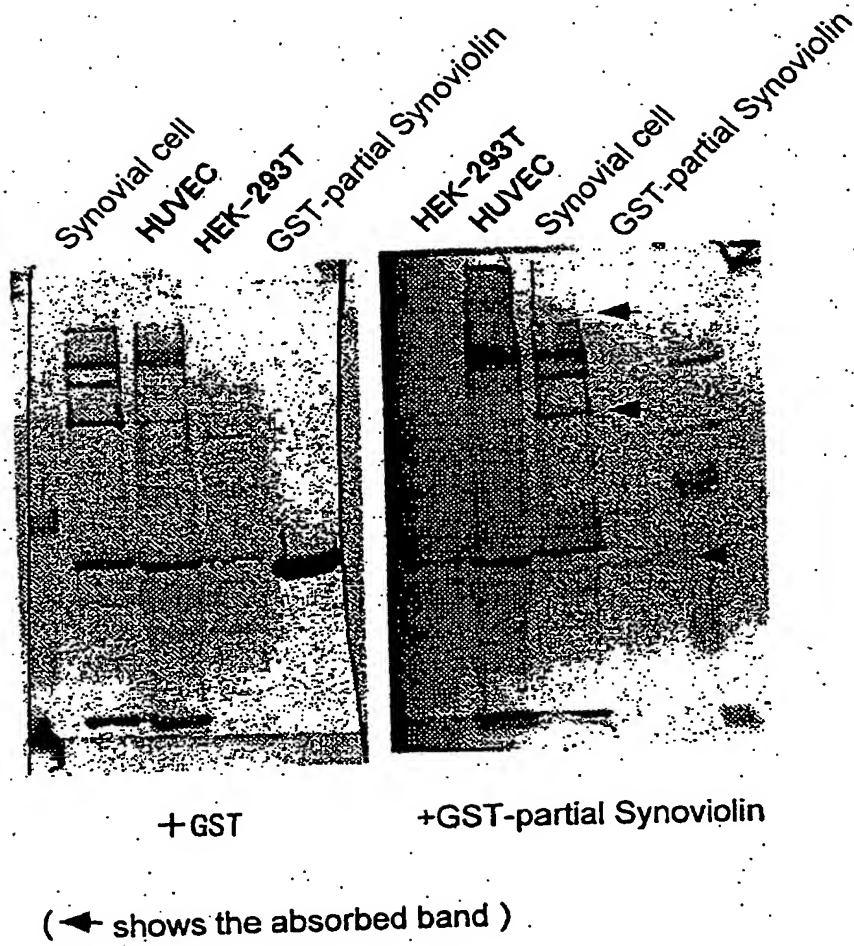 Synovial cell
HUVEC
HEK-293T
GST-partial Synoviolin
HEK-293T
HUVEC
Synovial cell
GST-partial Synoviolin
+GST
+GST-partial Synoviolin
(← shows the absorbed band)